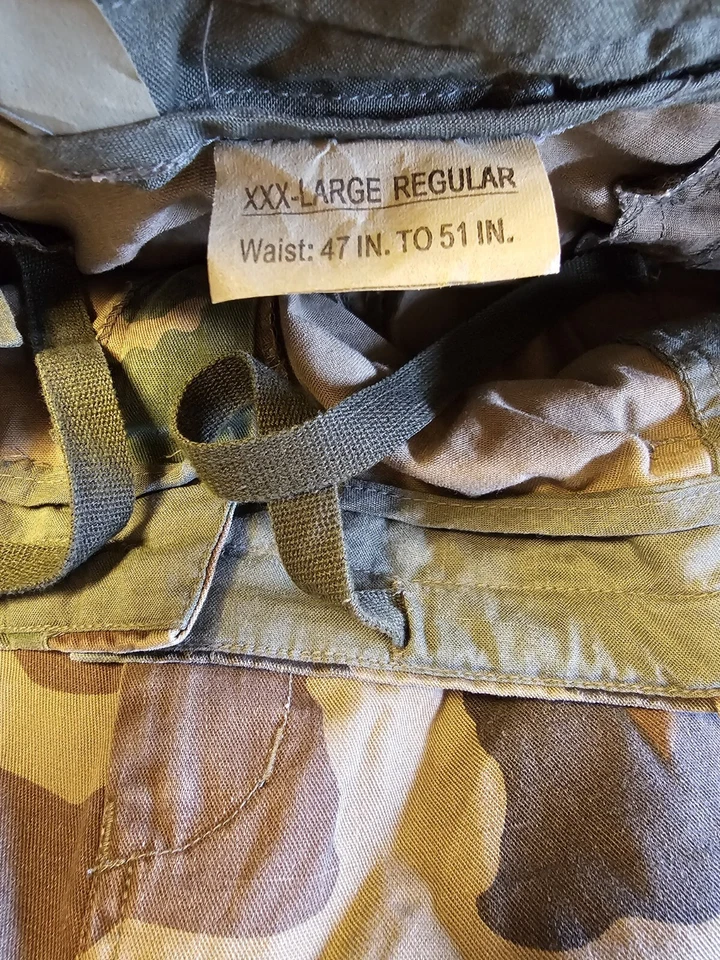 XXX-LARGE REGULAR
Waist: 47 IN. TO 51 IN.